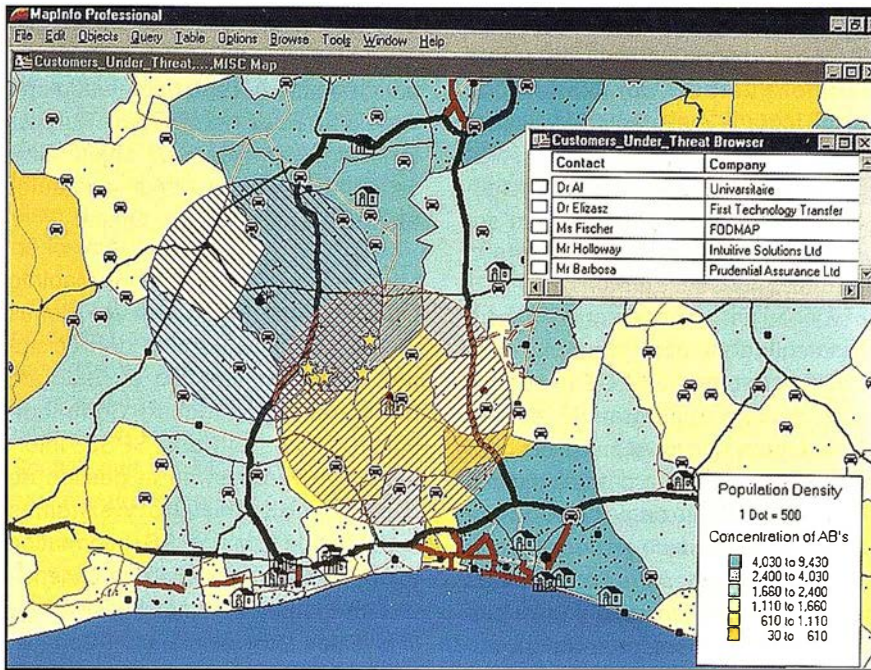 MapInfo Professional
File Edit Objects Query Table Options Browse Tools Window Help
Customers_Under_Threat,...,MISC Map
Customers_Under_Threat Browser
Contact Company
Dr Al Universitaire
Dr Elizasz First Technology Transfer
Ms Fischer FODMAP
Mr Holloway Intuitive Solutions Ltd
Mr Barbosa Prudential Assurance Ltd
Population Density
1 Dot = 500
Concentration of AB's
4,030 to 9,430
2,400 to 4,030
1,660 to 2,400
1,110 to 1,660
610 to 1,110
30 to 610